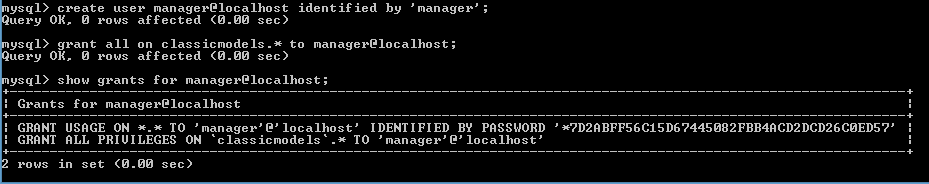 mysql> create user manager@localhost identified by 'manager';
Query OK, 0 rows affected (0.00 sec)
mysql> grant all on classicmodels.* to manager@localhost;
Query OK, 0 rows affected (0.00 sec)
mysql> show grants for manager@localhost;
+-----------------------------------------------------------------------------------------------------------------+
| Grants for manager@localhost |
+-----------------------------------------------------------------------------------------------------------------+
| GRANT USAGE ON *.* TO 'manager'@'localhost' IDENTIFIED BY PASSWORD '*7D2ABFF56C15D67445082FBB4ACD2DCD26C0ED57' |
| GRANT ALL PRIVILEGES ON `classicmodels`.* TO 'manager'@'localhost' |
+-----------------------------------------------------------------------------------------------------------------+
2 rows in set (0.00 sec)